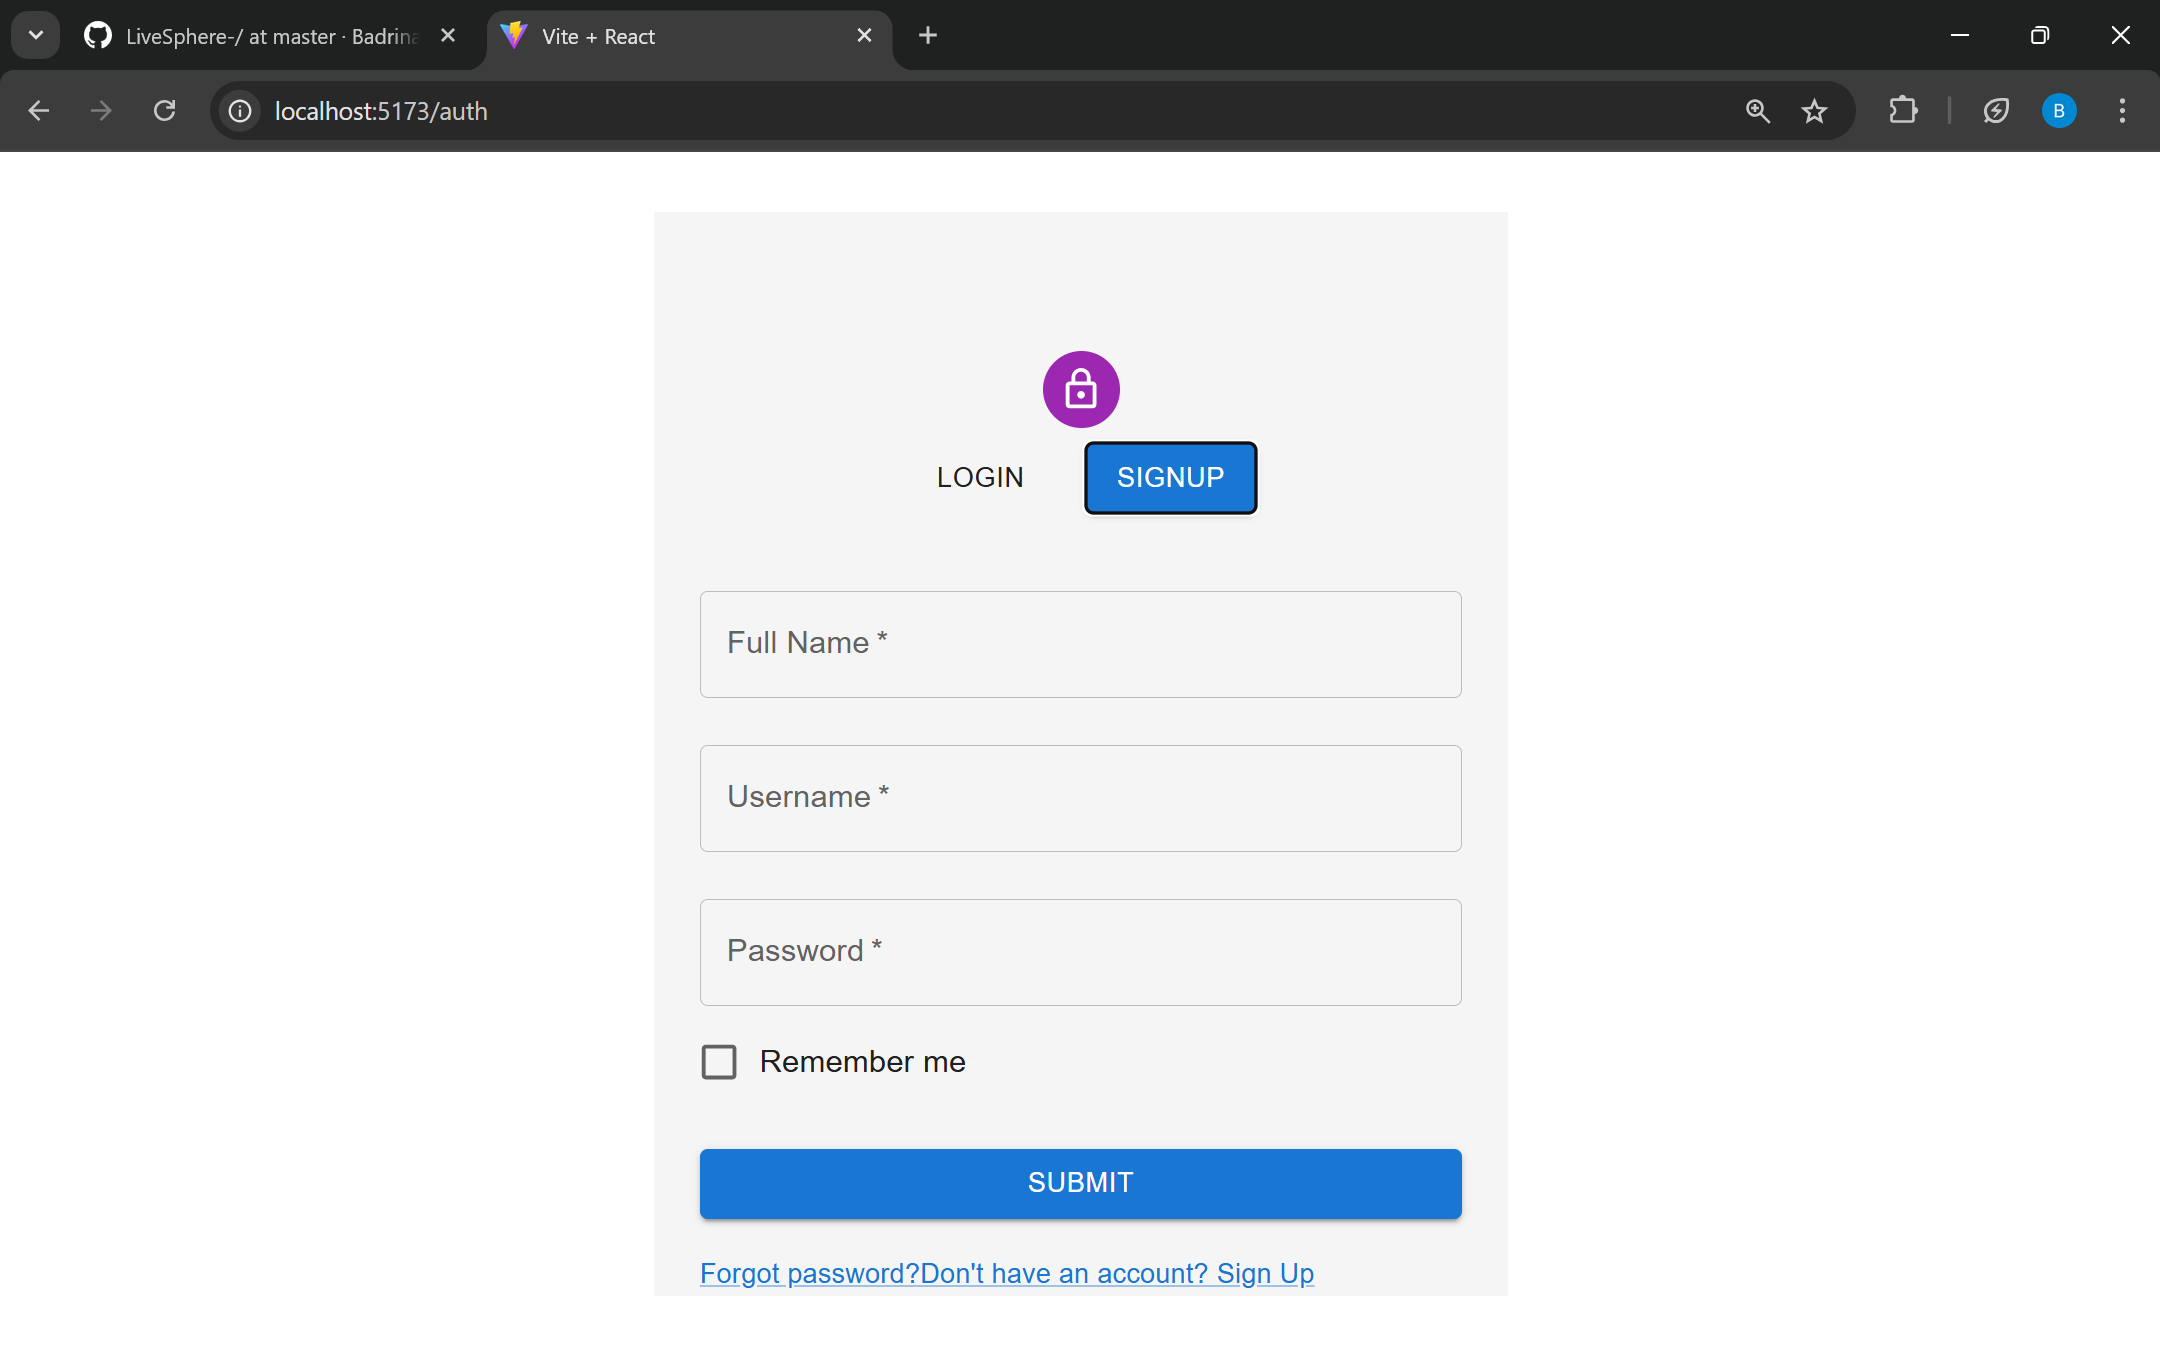 LiveSphere-/ at master · Badrina
Vite + React
localhost:5173/auth
B
LOGIN
SIGNUP
Full Name *
Username *
Password *
Remember me
SUBMIT
Forgot password?Don't have an account? Sign Up